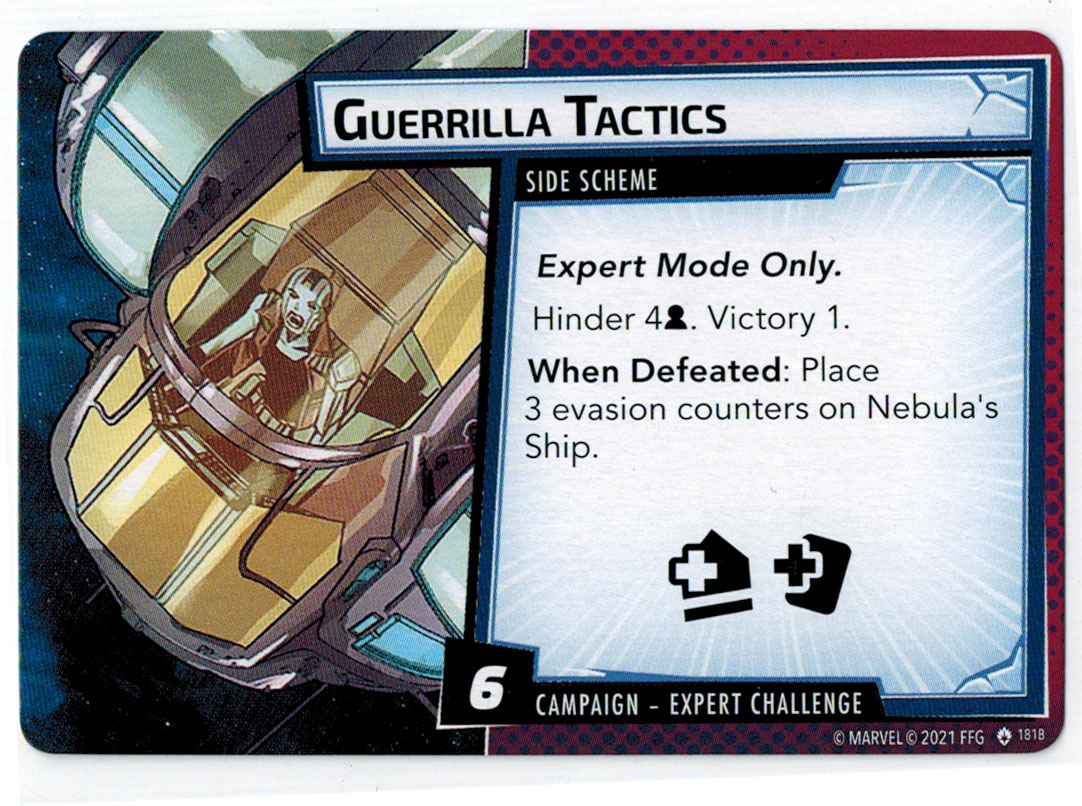 GUERRILLA TACTICS
SIDE SCHEME
Expert Mode Only.
Hinder 4. Victory 1.
When Defeated: Place
3 evasion counters on Nebula's
Ship.
6
CAMPAIGN – EXPERT CHALLENGE
© MARVEL © 2021 FFG 181B